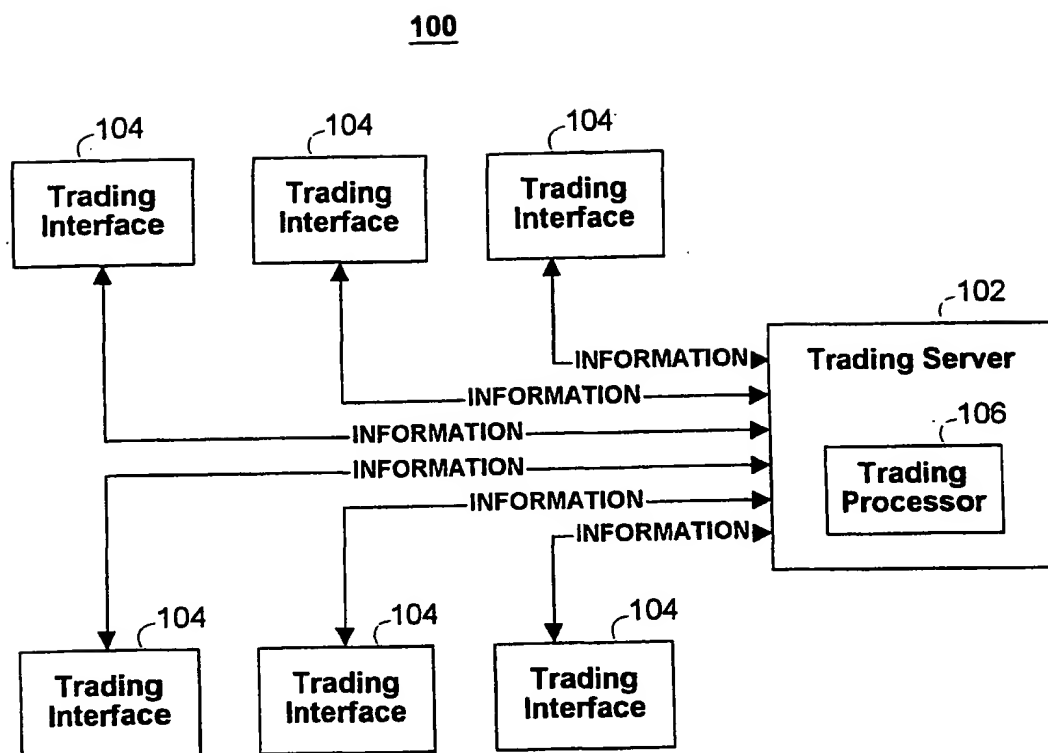 100
104
104
104
Trading
Interface
Trading
Interface
Trading
Interface
102
Trading Server
INFORMATION
INFORMATION
INFORMATION
106
Trading
Processor
INFORMATION
INFORMATION
INFORMATION
104
104
104
Trading
Interface
Trading
Interface
Trading
Interface